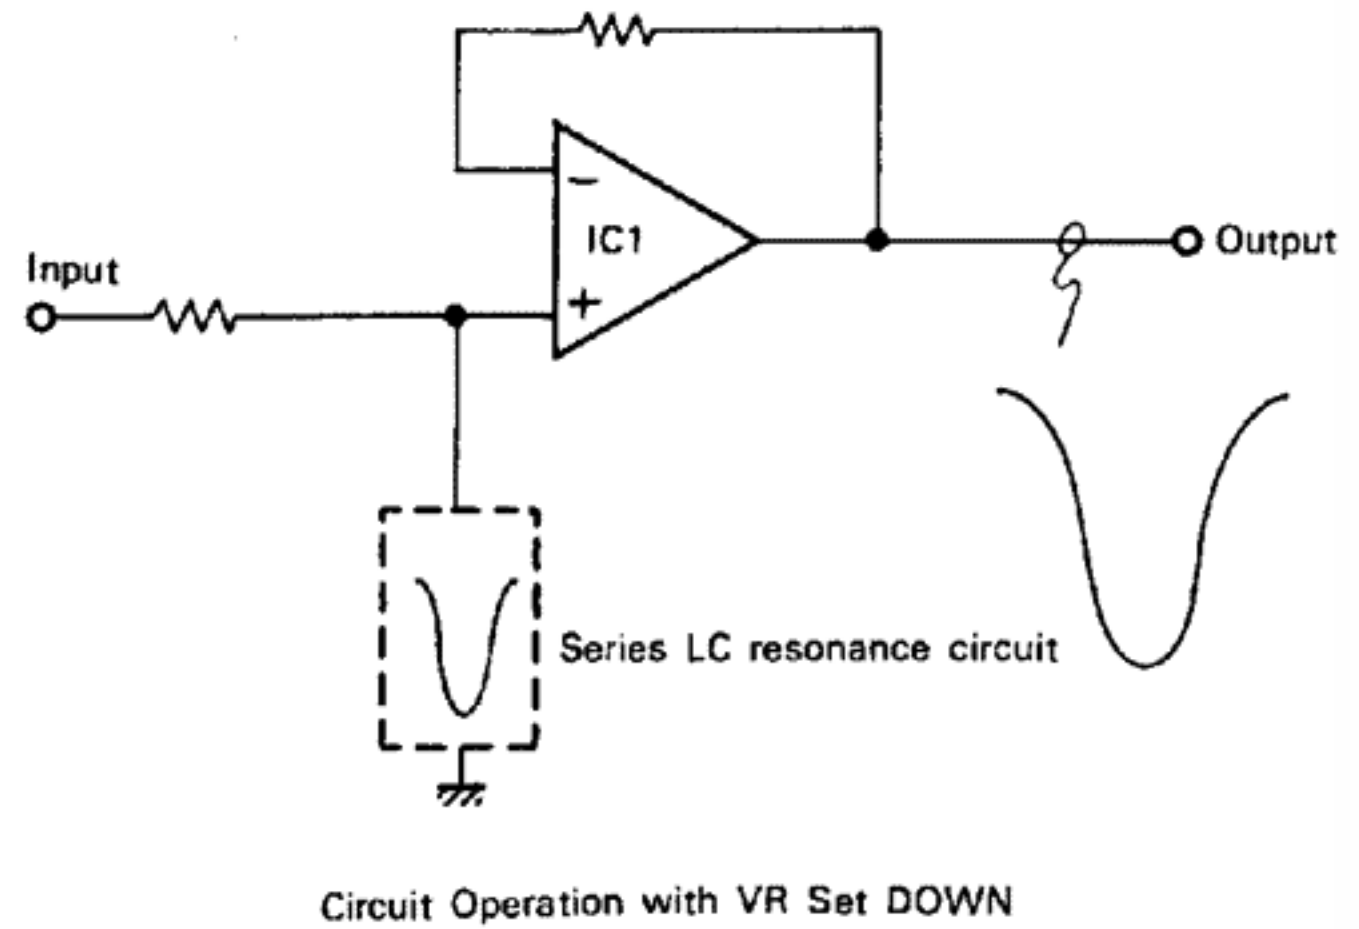 −
IC1
+
Input
Output
Series LC resonance circuit
Circuit Operation with VR Set DOWN